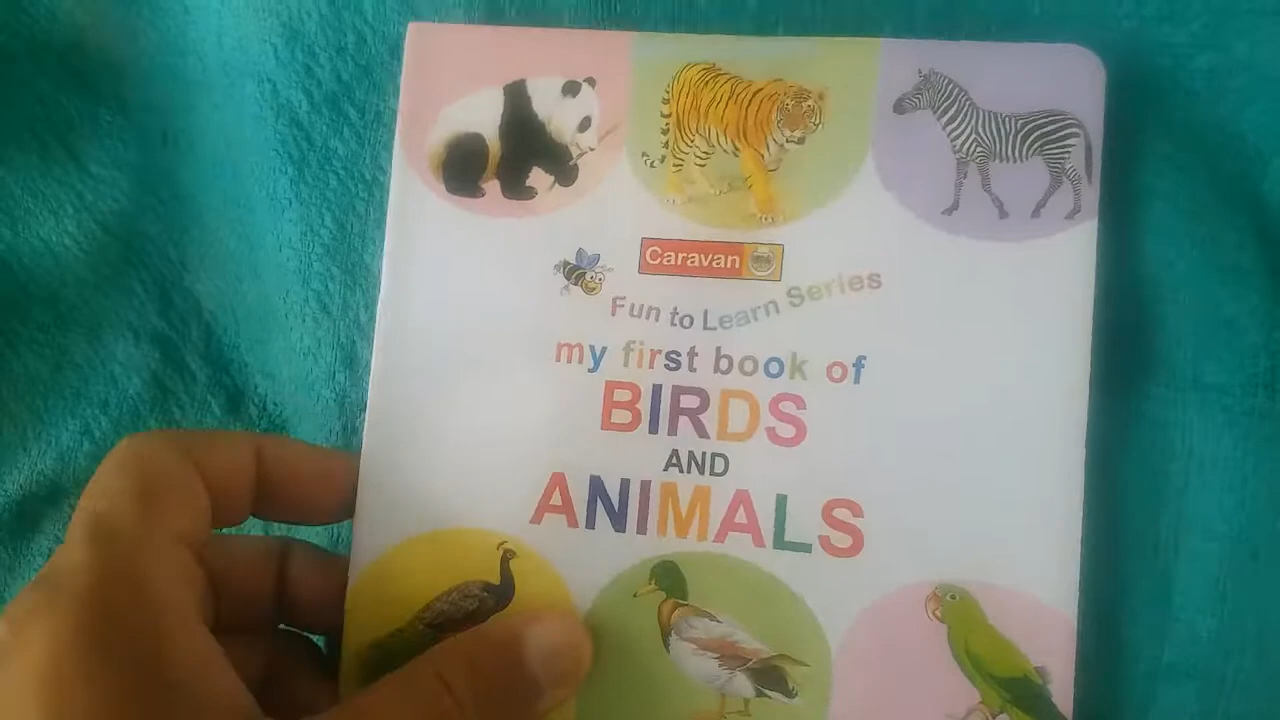 Caravan
Fun to Learn Series
my first book of
BIRDS
AND
ANIMALS